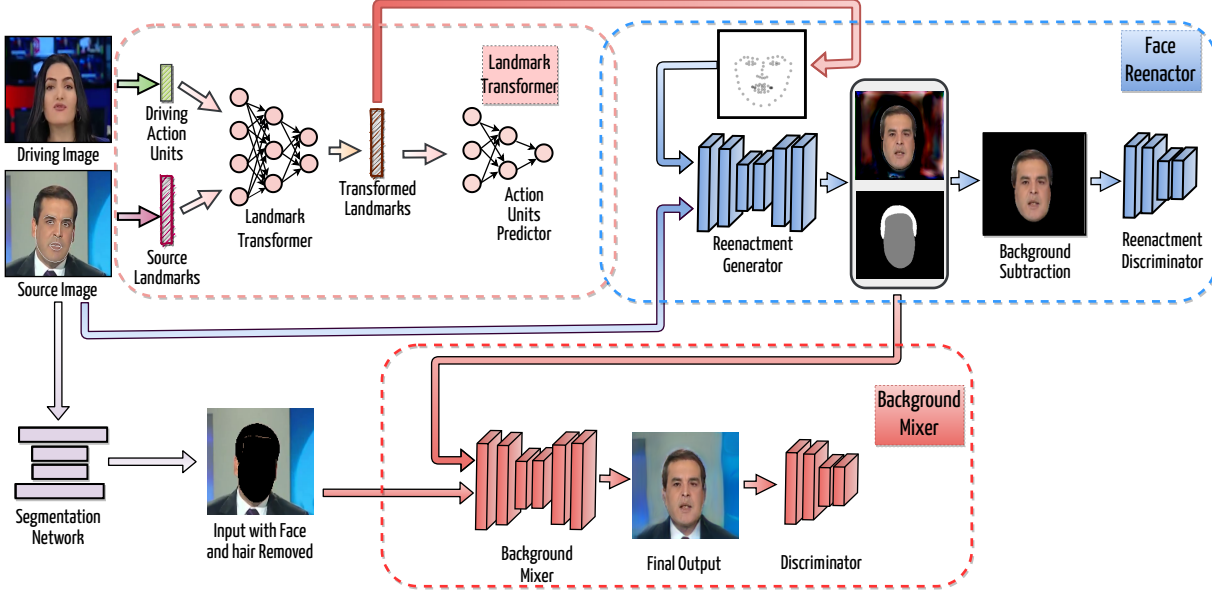 Driving Image
Source Image
Driving
Action
Units
Source
Landmarks
Landmark
Transformer
Transformed
Landmarks
Action
Units
Predictor
Landmark
Transformer
Face
Reenactor
Reenactment
Generator
Background
Subtraction
Reenactment
Discriminator
Segmentation
Network
Input with Face
and hair Removed
Background
Mixer
Final Output
Discriminator
Background
Mixer